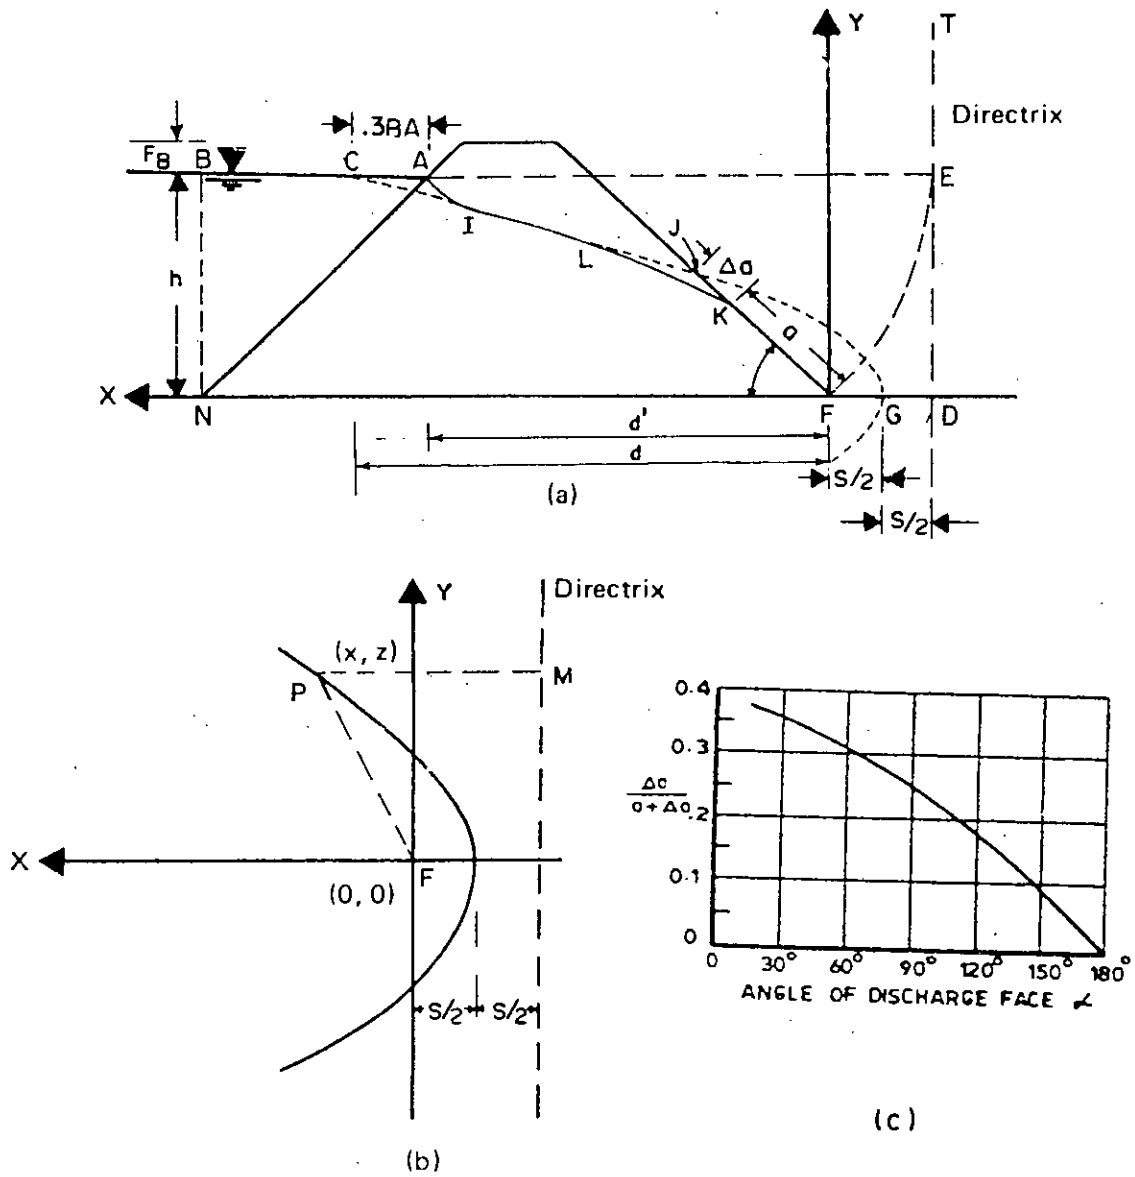 Y
T
Directrix
.3BA
FB
B
C
A
E
I
J
h
L
Δa
K
a
X
N
F
G
D
d'
d
S/2
(a)
S/2
Y
Directrix
(x, z)
P
M
X
F
(0, 0)
S/2
S/2
(b)
0.4
0.3
Δa
a + Δa
.2
0.1
0
0
30°
60°
90°
120°
150°
180°
ANGLE OF DISCHARGE FACE α
(c)